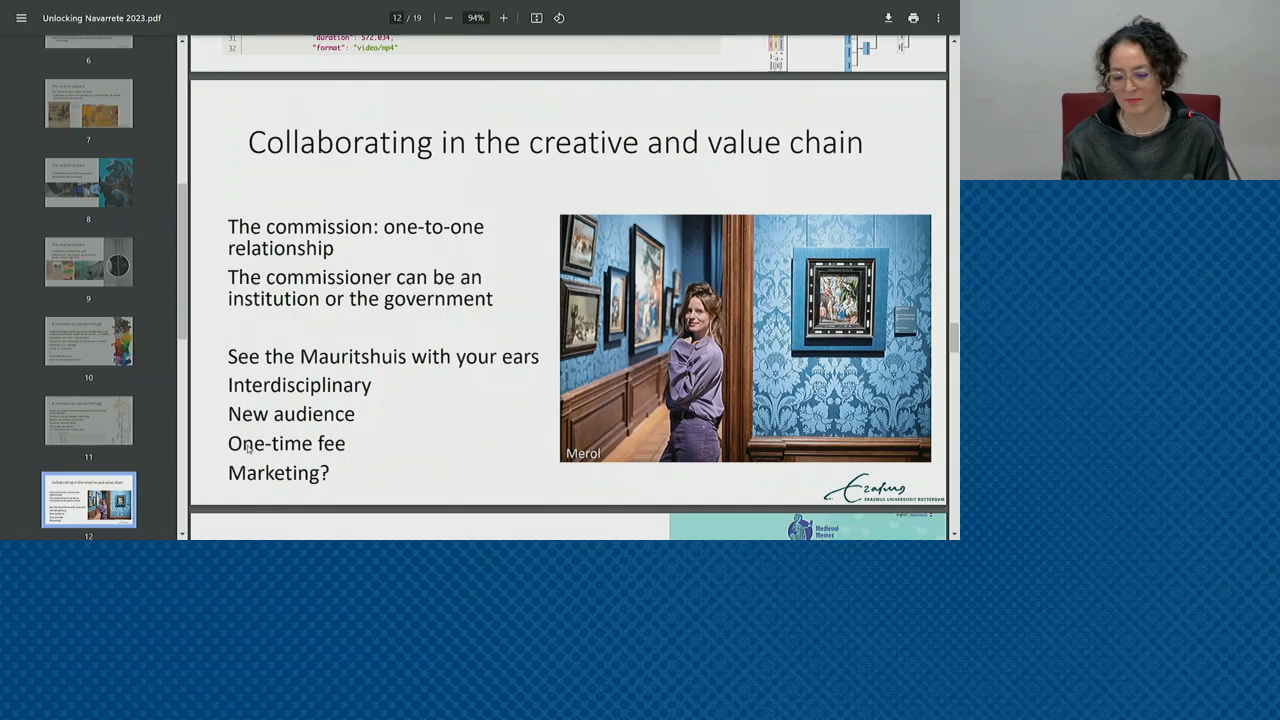 Unlocking Navarrete 2023.pdf
12 / 19
94%
31 "duration": 572.034,
32 "format": "video/mp4"
6
7
8
9
10
11
12
Collaborating in the creative and value chain
The commission: one-to-one
relationship
The commissioner can be an
institution or the government
See the Mauritshuis with your ears
Interdisciplinary
New audience
One-time fee
Marketing?
Merol
Erasmus
ERASMUS UNIVERSITEIT ROTTERDAM
Medieval
Memes